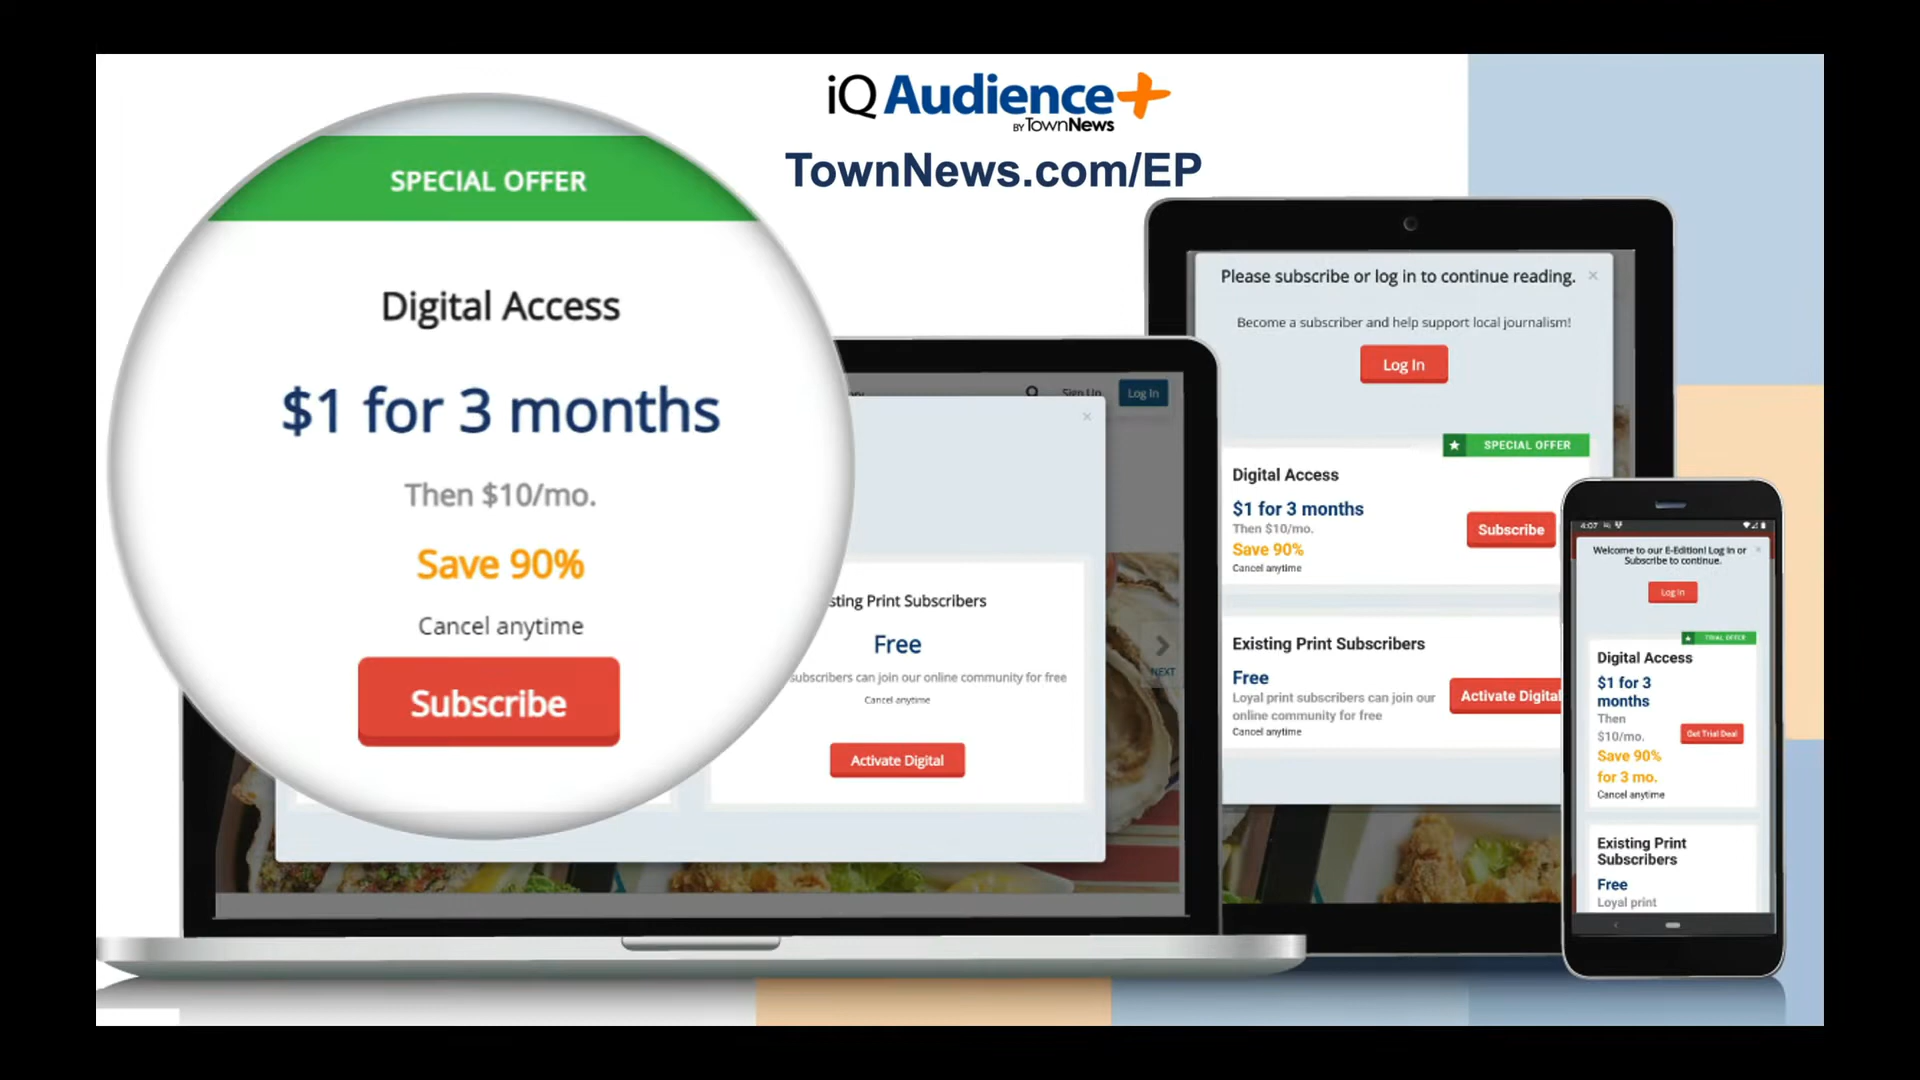 iQ Audience+
BY TownNews
TownNews.com/EP
SPECIAL OFFER
Digital Access
$1 for 3 months
Then $10/mo.
Save 90%
Cancel anytime
Subscribe
Sign Up
Log In
×
sting Print Subscribers
Free
subscribers can join our online community for free
Cancel anytime
Activate Digital
NEXT
Please subscribe or log in to continue reading. ×
Become a subscriber and help support local journalism!
Log In
SPECIAL OFFER
Digital Access
$1 for 3 months
Then $10/mo.
Save 90%
Cancel anytime
Subscribe
Existing Print Subscribers
Free
Loyal print subscribers can join our
online community for free
Cancel anytime
Activate Digital
4:07
Welcome to our E-Edition! Log in or
Subscribe to continue.
×
Log In
TRIAL OFFER
Digital Access
$1 for 3
months
Then
$10/mo.
Save 90%
for 3 mo.
Cancel anytime
Get Trial Deal
Existing Print
Subscribers
Free
Loyal print